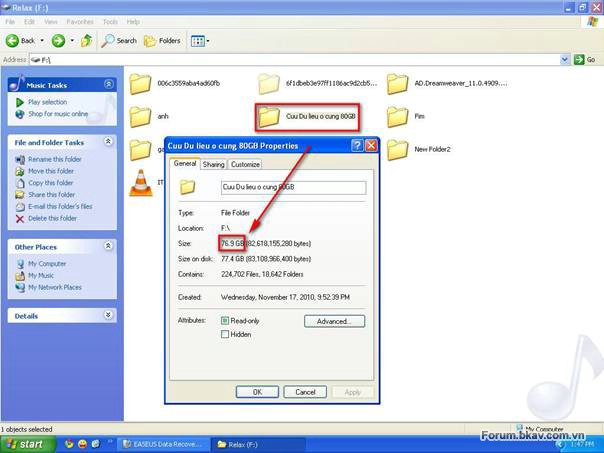 Relax (F:)
File Edit View Favorites Tools Help
Back Search Folders
Address F:\ Go
Music Tasks
Play selection
Shop for music online
File and Folder Tasks
Rename this folder
Move this folder
Copy this folder
Share this folder
E-mail this folder's files
Delete this folder
Other Places
My Computer
My Music
My Network Places
Details
006c3559aba4ad60fb 6f1dbeb3e97ff1186ac9d2cb5... AD.Dreamweaver_11.0.4909....
anh Cuu Du lieu o cung 80GB Fim
New Folder2
Cuu Du lieu o cung 80GB Properties
General Sharing Customize
Cuu Du lieu o cung 80GB
Type: File Folder
Location: F:\
Size: 76.9 GB (82,618,155,280 bytes)
Size on disk: 77.4 GB (83,108,966,400 bytes)
Contains: 224,702 Files, 18,642 Folders
Created: Wednesday, November 17, 2010, 9:52:39 PM
Attributes: Read-only Advanced...
Hidden
OK Cancel Apply
1 objects selected My Computer
Forum.bkav.com.vn
start EASEUS Data Recove... Relax (F:) 1:47 PM